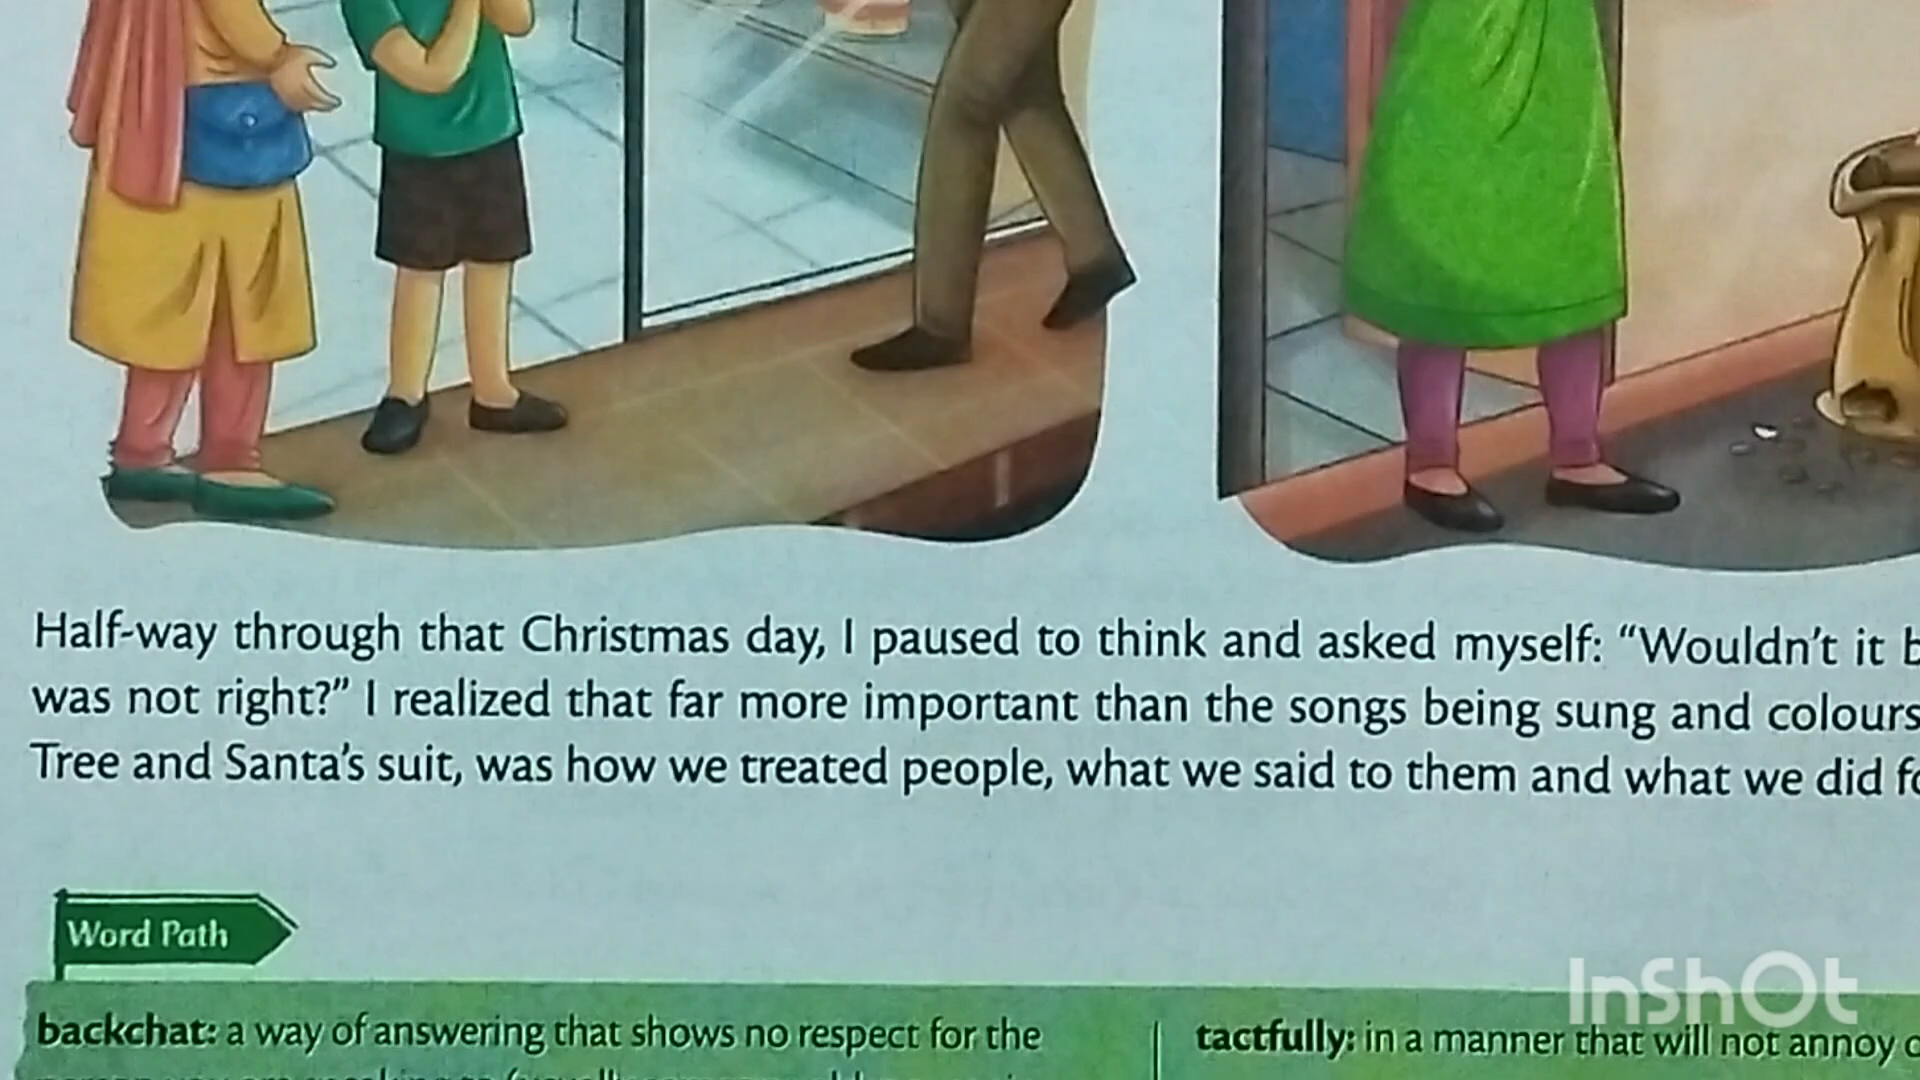 Half-way through that Christmas day, I paused to think and asked myself: “Wouldn’t it
was not right?” I realized that far more important than the songs being sung and colours
Tree and Santa’s suit, was how we treated people, what we said to them and what we did
Word Path
InShOt
backchat: a way of answering that shows no respect for the
tactfully: in a manner that will not annoy